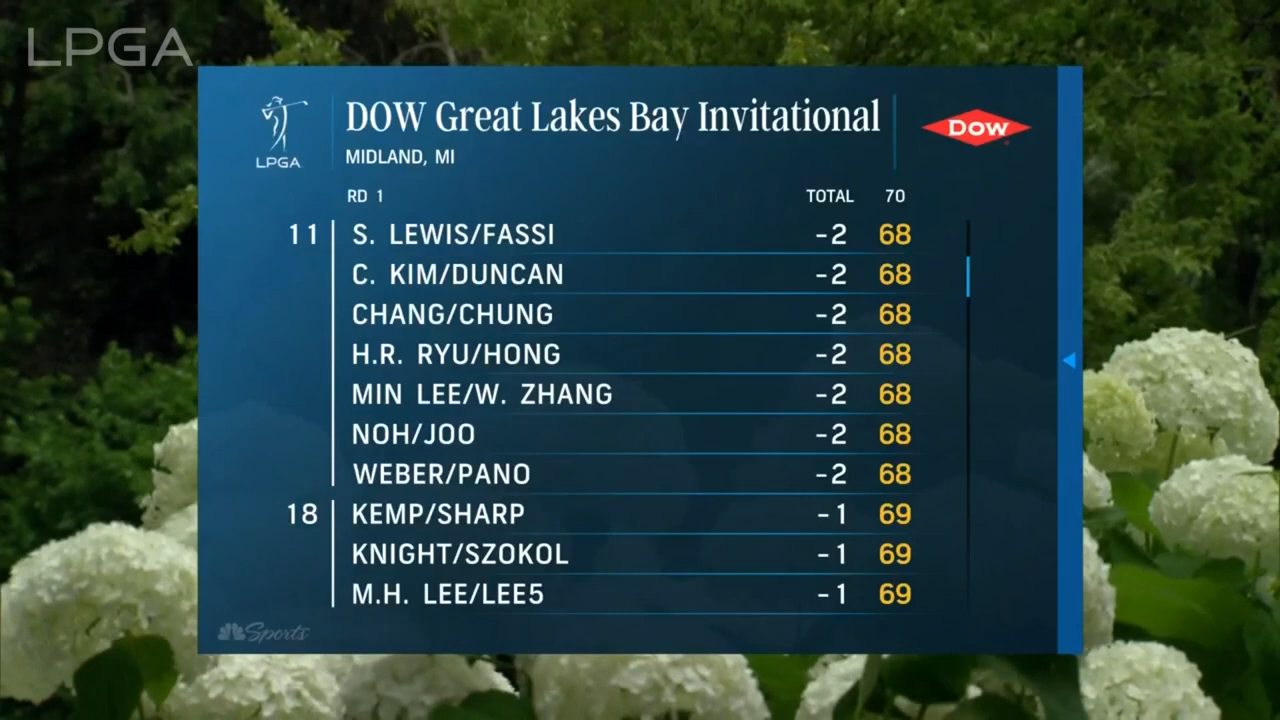 LPGA
DOW Great Lakes Bay Invitational
LPGA
MIDLAND, MI
Dow
RD 1 TOTAL 70
11 S. LEWIS/FASSI -2 68
C. KIM/DUNCAN -2 68
CHANG/CHUNG -2 68
H.R. RYU/HONG -2 68
MIN LEE/W. ZHANG -2 68
NOH/JOO -2 68
WEBER/PANO -2 68
18 KEMP/SHARP -1 69
KNIGHT/SZOKOL -1 69
M.H. LEE/LEE5 -1 69
Sports